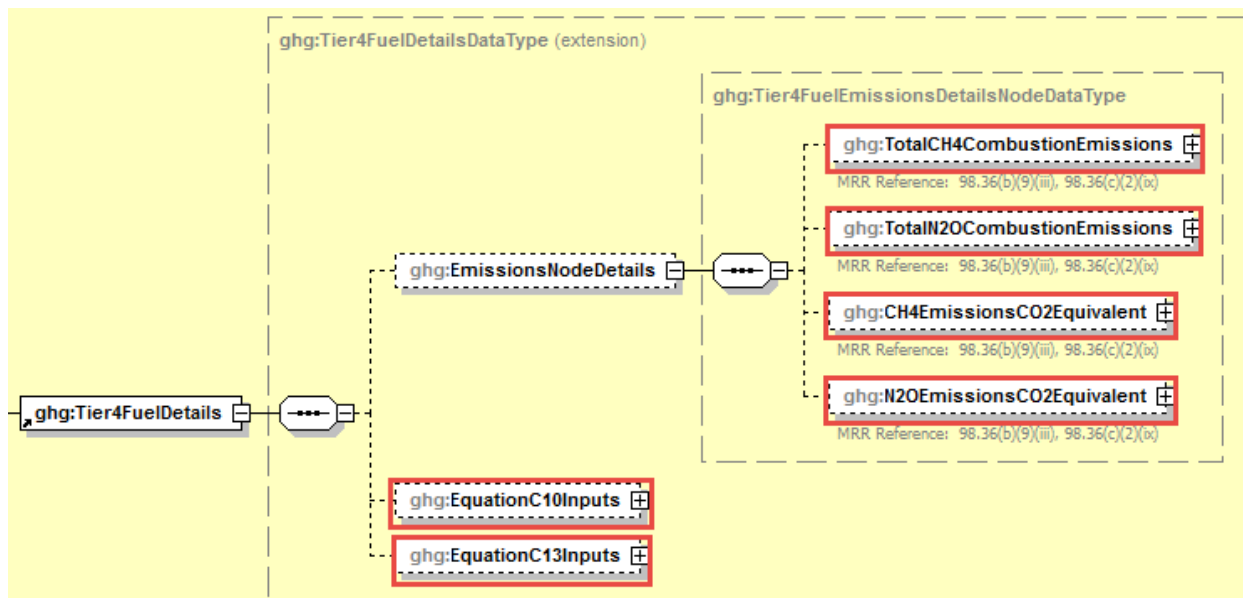 ghg:Tier4FuelDetailsDataType (extension)
ghg:Tier4FuelEmissionsDetailsNodeDataType
ghg:TotalCH4CombustionEmissions
MRR Reference: 98.36(b)(9)(iii), 98.36(c)(2)(ix)
ghg:TotalN2OCombustionEmissions
MRR Reference: 98.36(b)(9)(iii), 98.36(c)(2)(ix)
ghg:EmissionsNodeDetails
ghg:CH4EmissionsCO2Equivalent
MRR Reference: 98.36(b)(9)(iii), 98.36(c)(2)(ix)
ghg:N2OEmissionsCO2Equivalent
MRR Reference: 98.36(b)(9)(iii), 98.36(c)(2)(ix)
ghg:Tier4FuelDetails
ghg:EquationC10Inputs
ghg:EquationC13Inputs